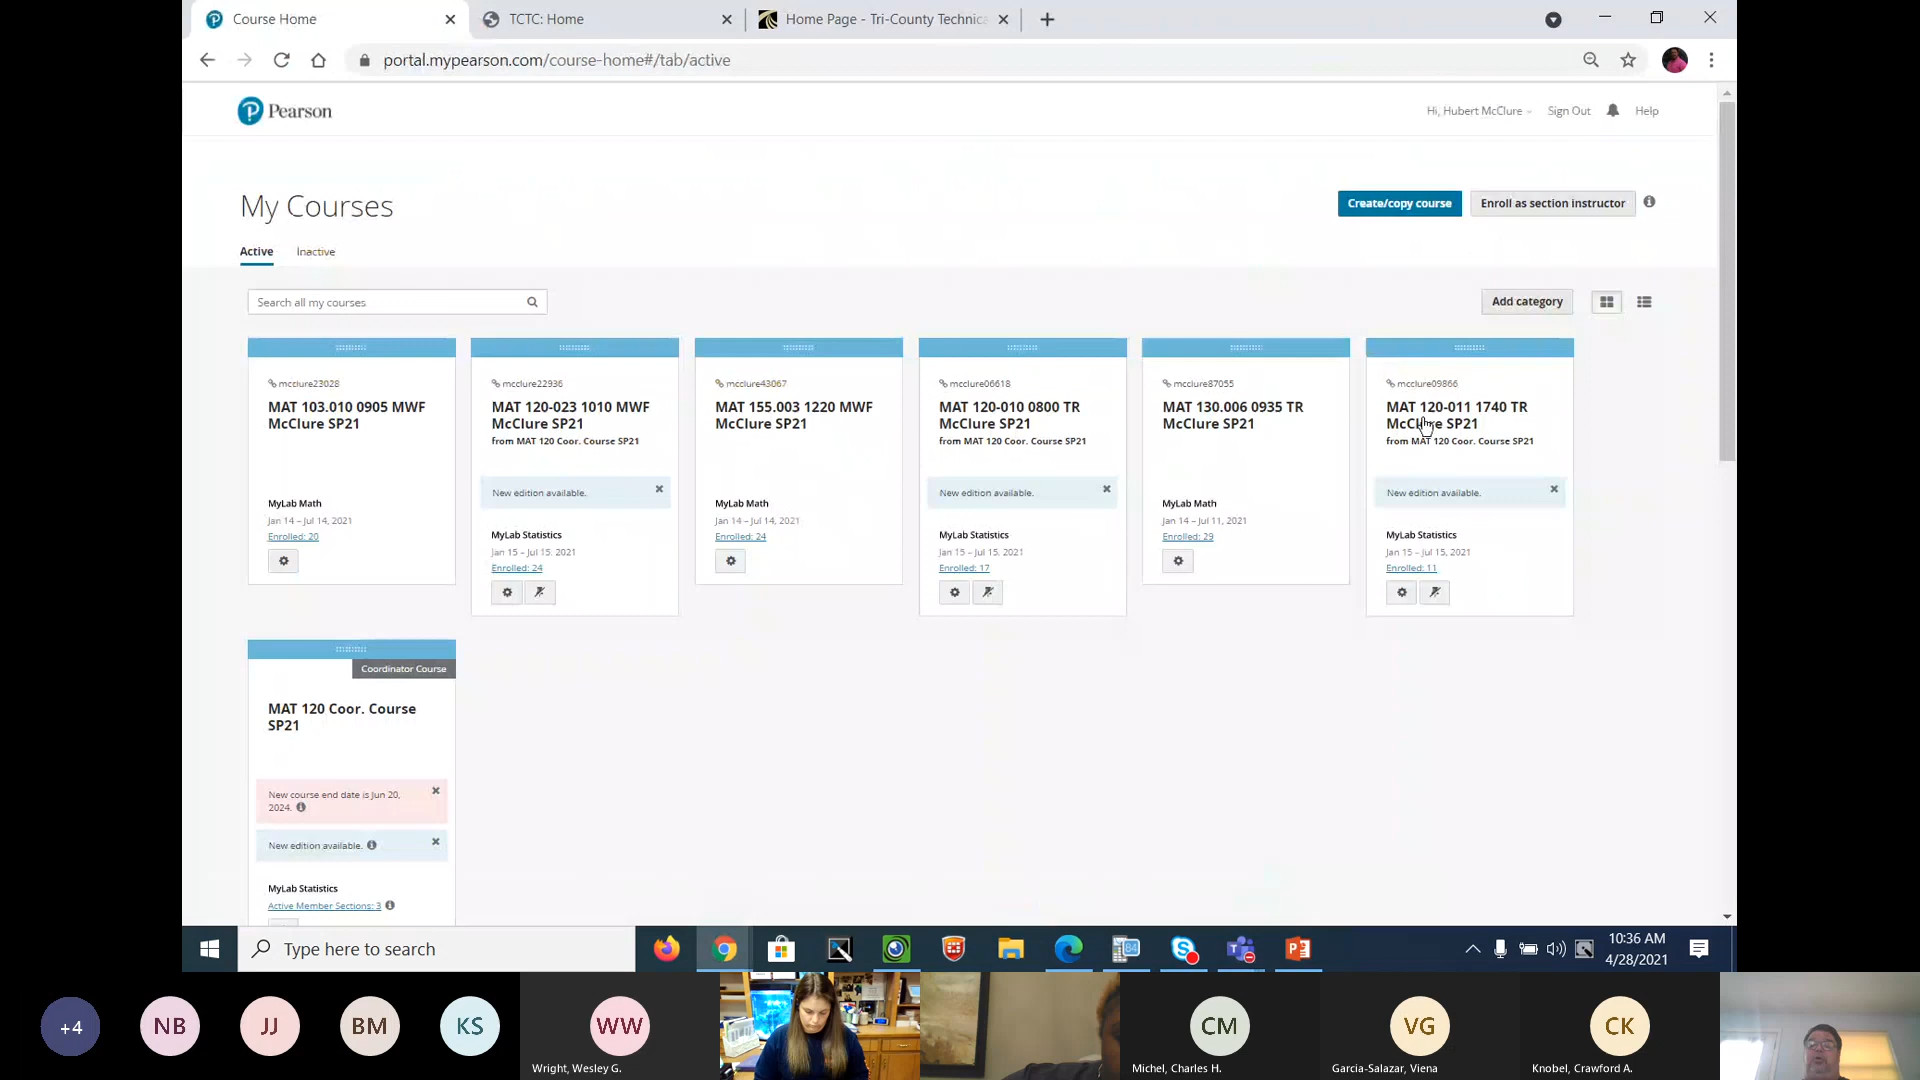 Course Home
TCTC: Home
Home Page - Tri-County Technica
portal.mypearson.com/course-home#/tab/active
Pearson
Hi, Hubert McClure
Sign Out
Help
My Courses
Create/copy course
Enroll as section instructor
Active
Inactive
Search all my courses
Add category
mcclure23028
MAT 103.010 0905 MWF
McClure SP21
MyLab Math
Jan 14 – Jul 14, 2021
Enrolled: 20
mcclure22936
MAT 120-023 1010 MWF
McClure SP21
from MAT 120 Coor. Course SP21
New edition available.
MyLab Statistics
Jan 15 – Jul 15, 2021
Enrolled: 24
mcclure43067
MAT 155.003 1220 MWF
McClure SP21
MyLab Math
Jan 14 – Jul 14, 2021
Enrolled: 24
mcclure06618
MAT 120-010 0800 TR
McClure SP21
from MAT 120 Coor. Course SP21
New edition available.
MyLab Statistics
Jan 15 – Jul 15, 2021
Enrolled: 17
mcclure87055
MAT 130.006 0935 TR
McClure SP21
MyLab Math
Jan 14 – Jul 11, 2021
Enrolled: 29
mcclure09866
MAT 120-011 1740 TR
McClure SP21
from MAT 120 Coor. Course SP21
New edition available.
MyLab Statistics
Jan 15 – Jul 15, 2021
Enrolled: 11
Coordinator Course
MAT 120 Coor. Course
SP21
New course end date is Jun 20,
2024.
New edition available.
MyLab Statistics
Active Member Sections: 3
Type here to search
10:36 AM
4/28/2021
+4
NB
JJ
BM
KS
WW
Wright, Wesley G.
CM
Michel, Charles H.
VG
Garcia-Salazar, Viena
CK
Knobel, Crawford A.